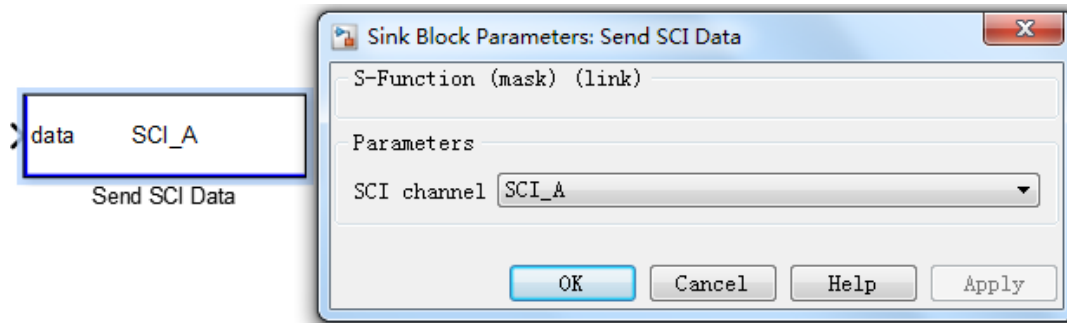 data SCI_A
Send SCI Data
Sink Block Parameters: Send SCI Data
S-Function (mask) (link)
Parameters
SCI channel SCI_A
OK Cancel Help Apply